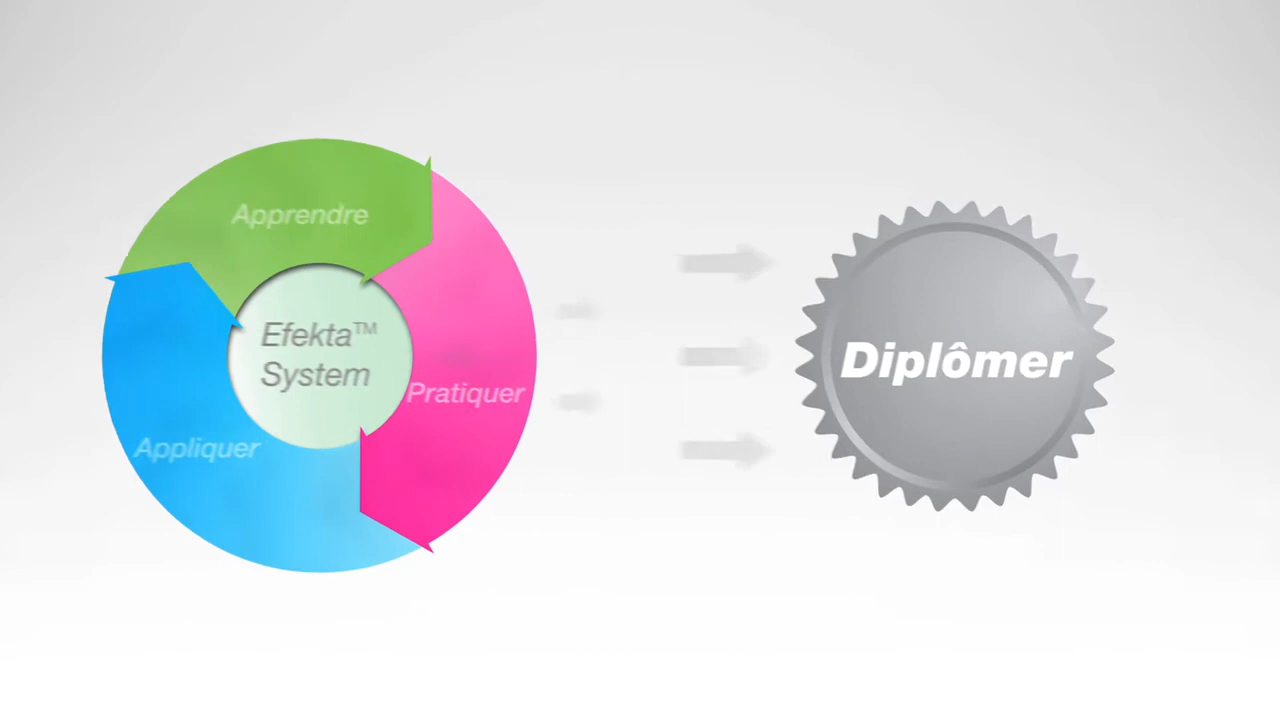 Apprendre
Efekta™
System
Pratiquer
Appliquer
Diplômer